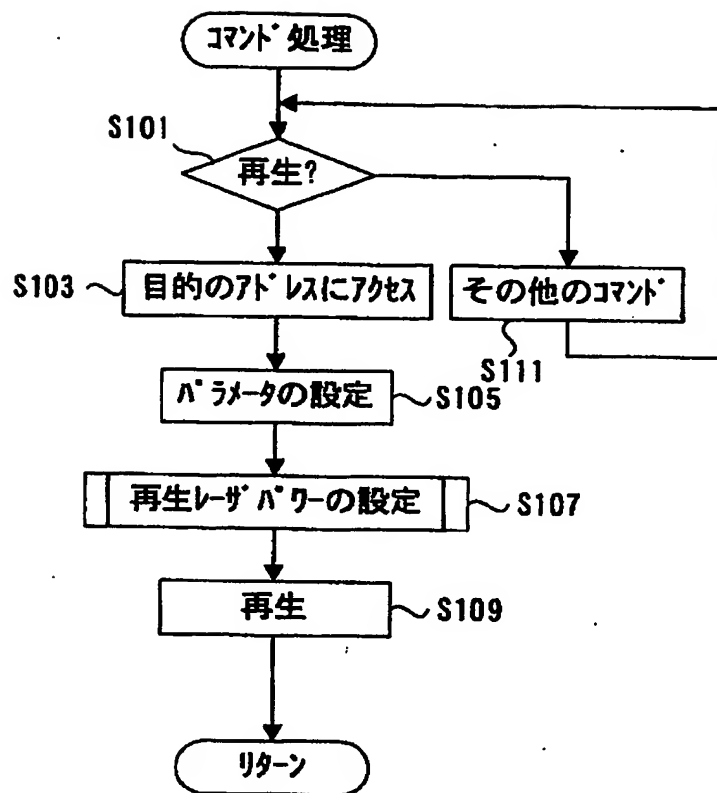 コマンド処理
S101
再生?
S103
目的のアドレスにアクセス
その他のコマンド
S111
パラメータの設定
S105
再生レーザパワーの設定
S107
再生
S109
リターン